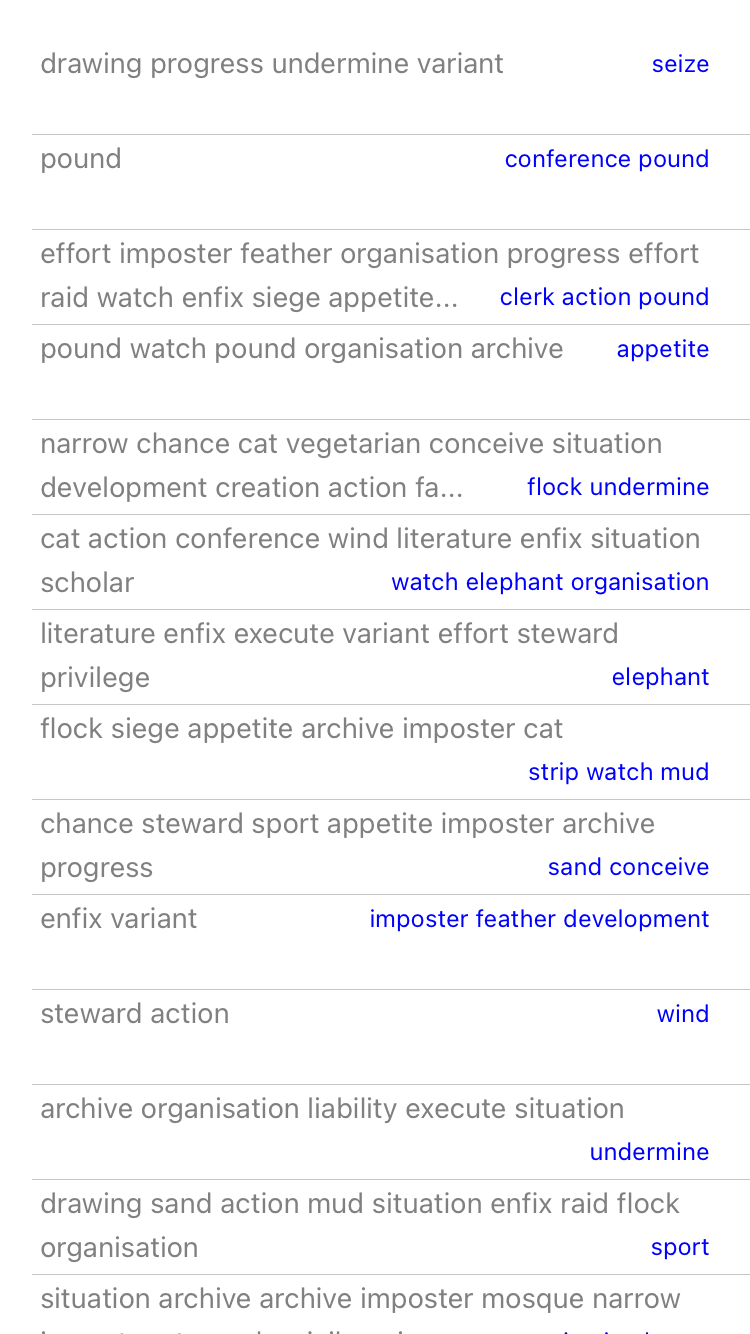 drawing progress undermine variant seize
pound conference pound
effort imposter feather organisation progress effort
raid watch enfix siege appetite... clerk action pound
pound watch pound organisation archive appetite
narrow chance cat vegetarian conceive situation
development creation action fa... flock undermine
cat action conference wind literature enfix situation
scholar watch elephant organisation
literature enfix execute variant effort steward
privilege elephant
flock siege appetite archive imposter cat
strip watch mud
chance steward sport appetite imposter archive
progress sand conceive
enfix variant imposter feather development
steward action wind
archive organisation liability execute situation
undermine
drawing sand action mud situation enfix raid flock
organisation sport
situation archive archive imposter mosque narrow